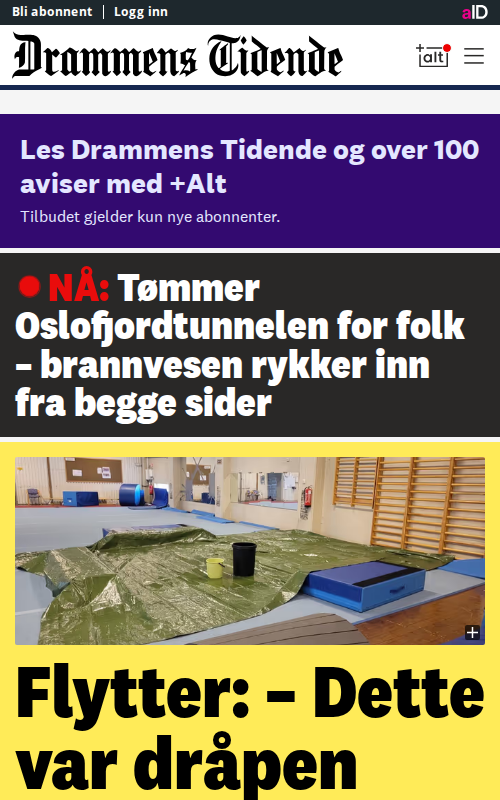 Bli abonnent
Logg inn
aID
Drammens Tidende
+alt
Les Drammens Tidende og over 100
aviser med +Alt
Tilbudet gjelder kun nye abonnenter.
NÅ: Tømmer
Oslofjordtunnelen for folk
– brannvesen rykker inn
fra begge sider
Flytter: – Dette
var dråpen